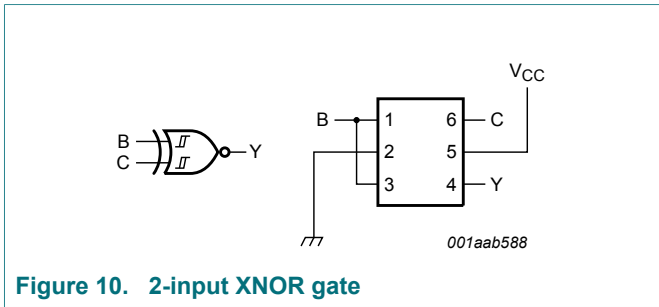 VCC
B
C
Y
B
1
6
C
2
5
3
4
Y
001aab588
Figure 10. 2-input XNOR gate